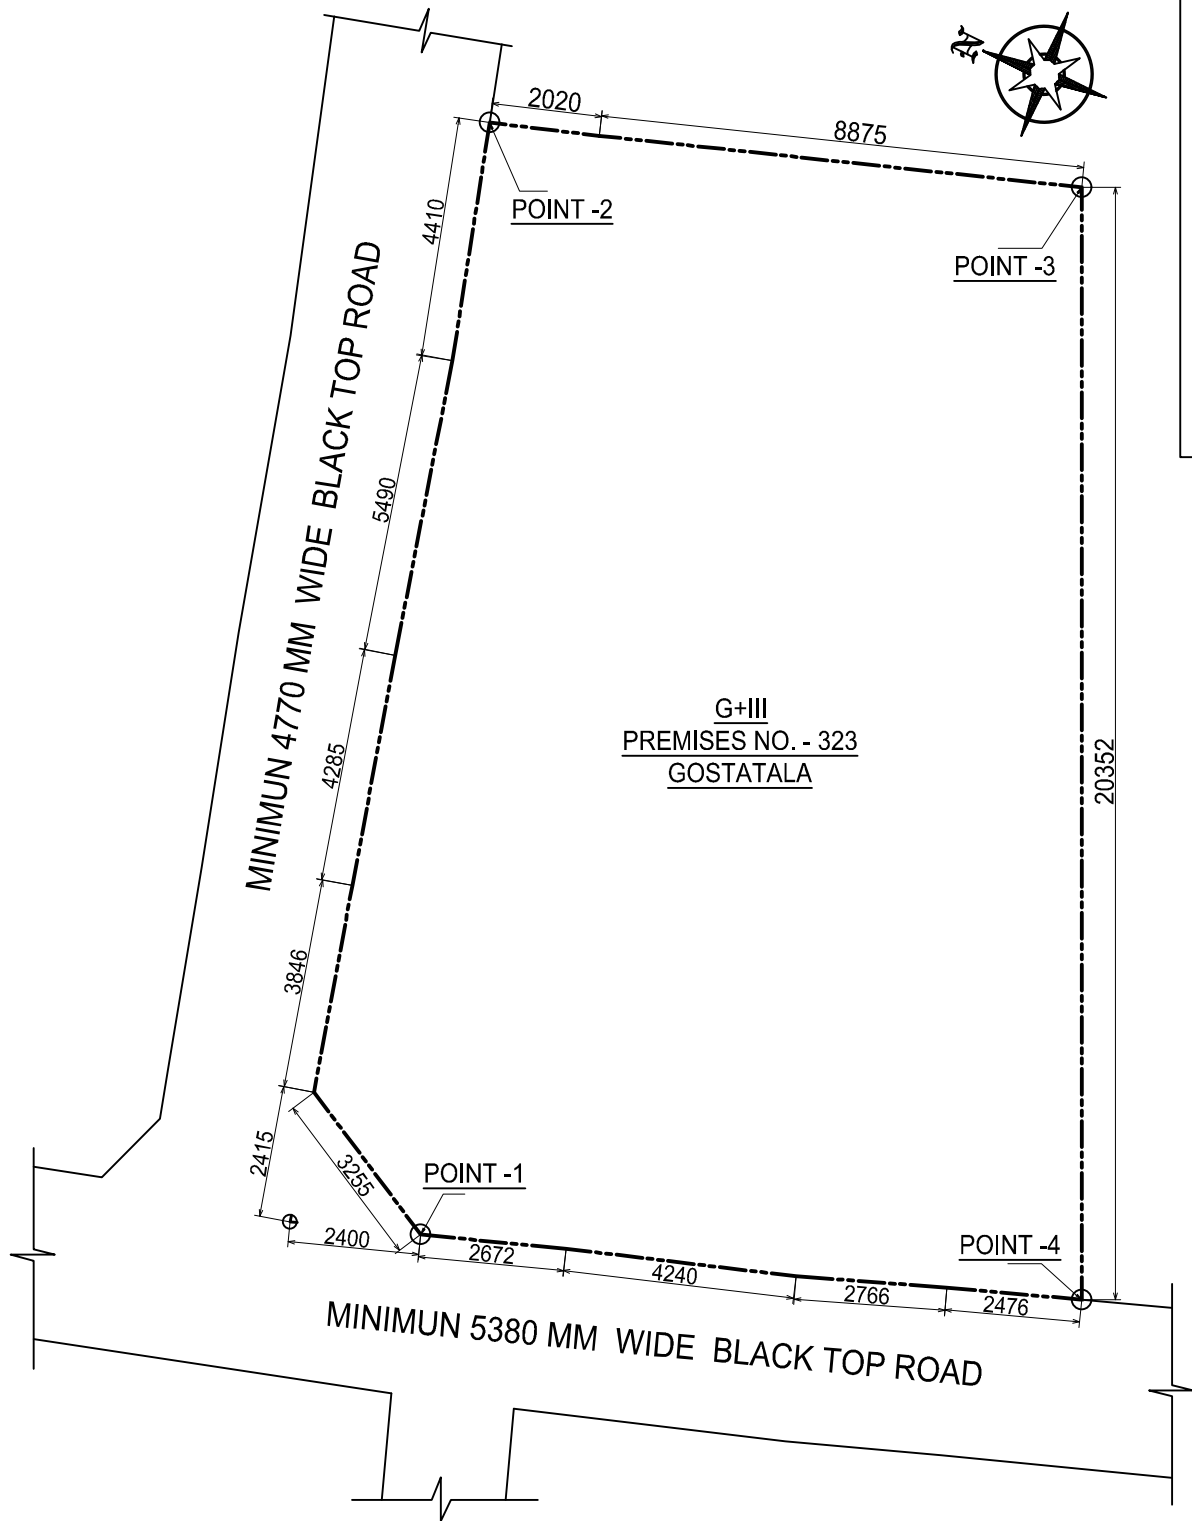 N
2020
8875
POINT -2
POINT -3
4410
MINIMUN 4770 MM WIDE BLACK TOP ROAD
5490
G+III
PREMISES NO. - 323
GOSTATALA
20352
4285
3846
2415
3255
POINT -1
2400
2672
4240
2766
2476
POINT -4
MINIMUN 5380 MM WIDE BLACK TOP ROAD